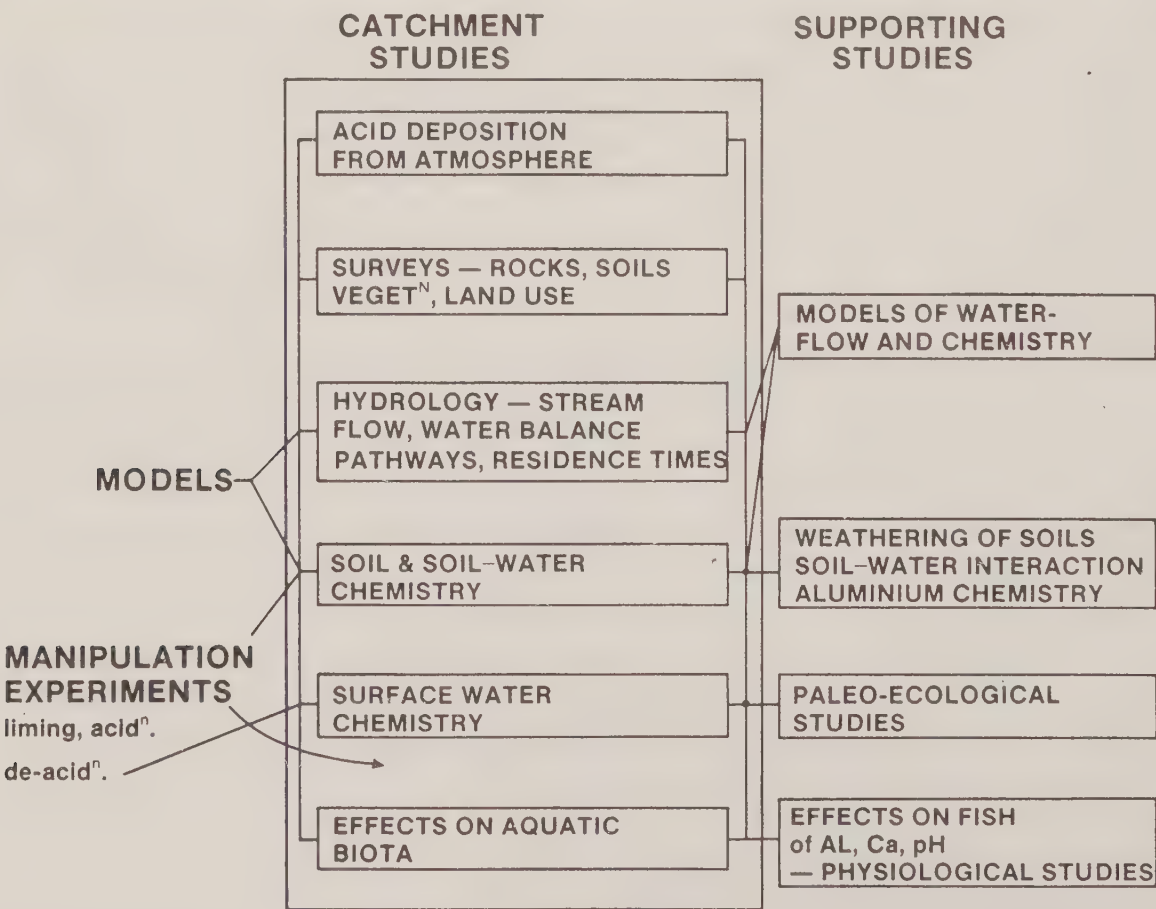 CATCHMENT
STUDIES
SUPPORTING
STUDIES
ACID DEPOSITION
FROM ATMOSPHERE
SURVEYS — ROCKS, SOILS
VEGETᴺ, LAND USE
HYDROLOGY — STREAM
FLOW, WATER BALANCE
PATHWAYS, RESIDENCE TIMES
SOIL & SOIL–WATER
CHEMISTRY
SURFACE WATER
CHEMISTRY
EFFECTS ON AQUATIC
BIOTA
MODELS
MANIPULATION
EXPERIMENTS
liming, acidⁿ.
de-acidⁿ.
MODELS OF WATER-
FLOW AND CHEMISTRY
WEATHERING OF SOILS
SOIL–WATER INTERACTION
ALUMINIUM CHEMISTRY
PALEO-ECOLOGICAL
STUDIES
EFFECTS ON FISH
of AL, Ca, pH
— PHYSIOLOGICAL STUDIES